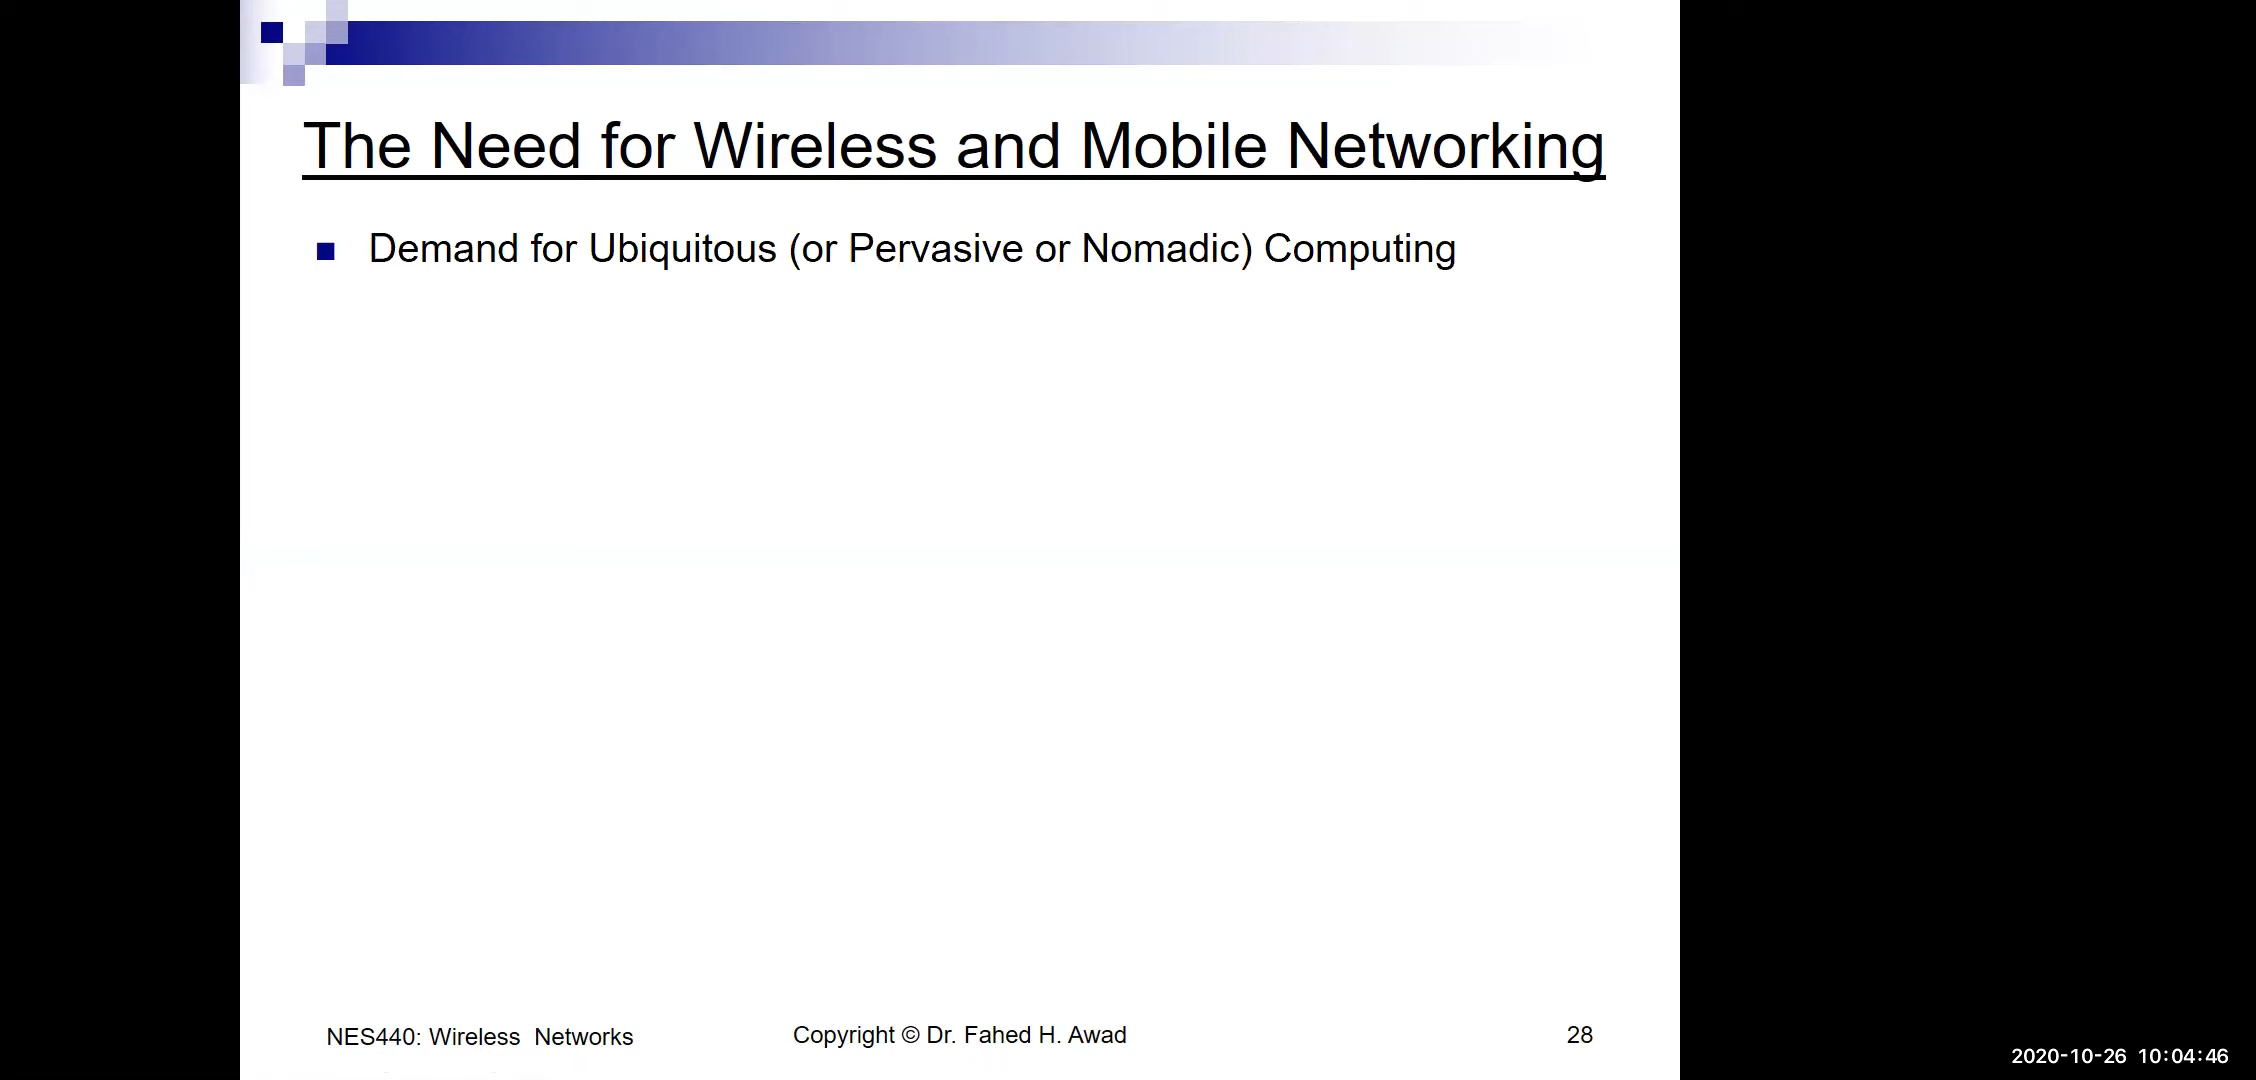 The Need for Wireless and Mobile Networking
Demand for Ubiquitous (or Pervasive or Nomadic) Computing
NES440: Wireless  Networks
Copyright © Dr. Fahed H. Awad
28
2020-10-26 10:04:46